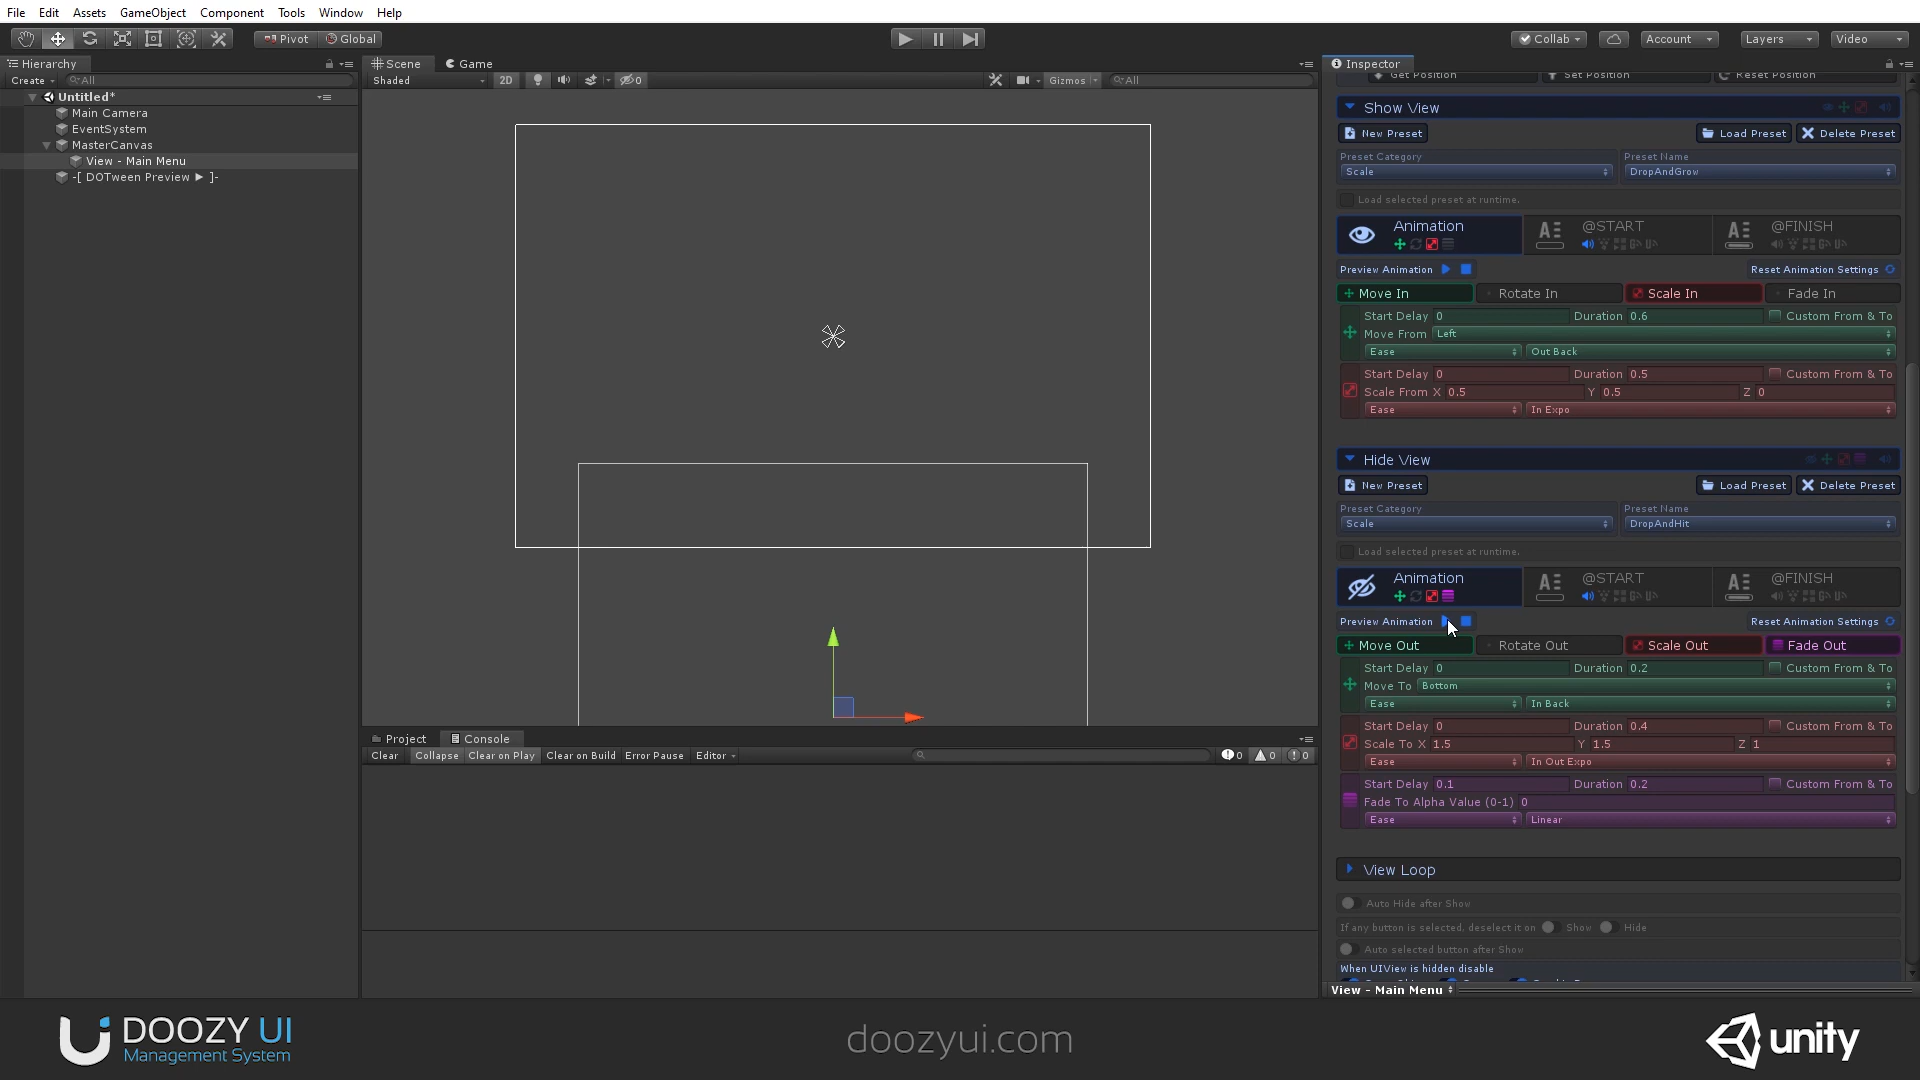 File Edit Assets GameObject Component Tools Window Help
Pivot Global Collab Account Layers Video
Hierarchy Scene Game Inspector
Create All Shaded 2D 0 Gizmos All
Get Position Set Position Reset Position
Untitled*
Main Camera
EventSystem
MasterCanvas
View - Main Menu
-[ DOTween Preview ► ]-
Show View
New Preset Load Preset Delete Preset
Preset Category Preset Name
Scale DropAndGrow
Load selected preset at runtime.
Animation @START @FINISH
Preview Animation Reset Animation Settings
Move In Rotate In Scale In Fade In
Start Delay 0 Duration 0.6 Custom From & To
Move From Left
Ease Out Back
Start Delay 0 Duration 0.5 Custom From & To
Scale From X 0.5 Y 0.5 Z 0
Ease In Expo
Hide View
New Preset Load Preset Delete Preset
Preset Category Preset Name
Scale DropAndHit
Load selected preset at runtime.
Animation @START @FINISH
Preview Animation Reset Animation Settings
Move Out Rotate Out Scale Out Fade Out
Start Delay 0 Duration 0.2 Custom From & To
Move To Bottom
Ease In Back
Start Delay 0 Duration 0.4 Custom From & To
Scale To X 1.5 Y 1.5 Z 1
Ease In Out Expo
Start Delay 0.1 Duration 0.2 Custom From & To
Fade To Alpha Value (0-1) 0
Ease Linear
View Loop
Auto Hide after Show
If any button is selected, deselect it on Show Hide
Auto selected button after Show
When UIView is hidden disable
View - Main Menu
Project Console
Clear Collapse Clear on Play Clear on Build Error Pause Editor 0 0 0
DOOZY UI
Management System
doozyui.com
unity